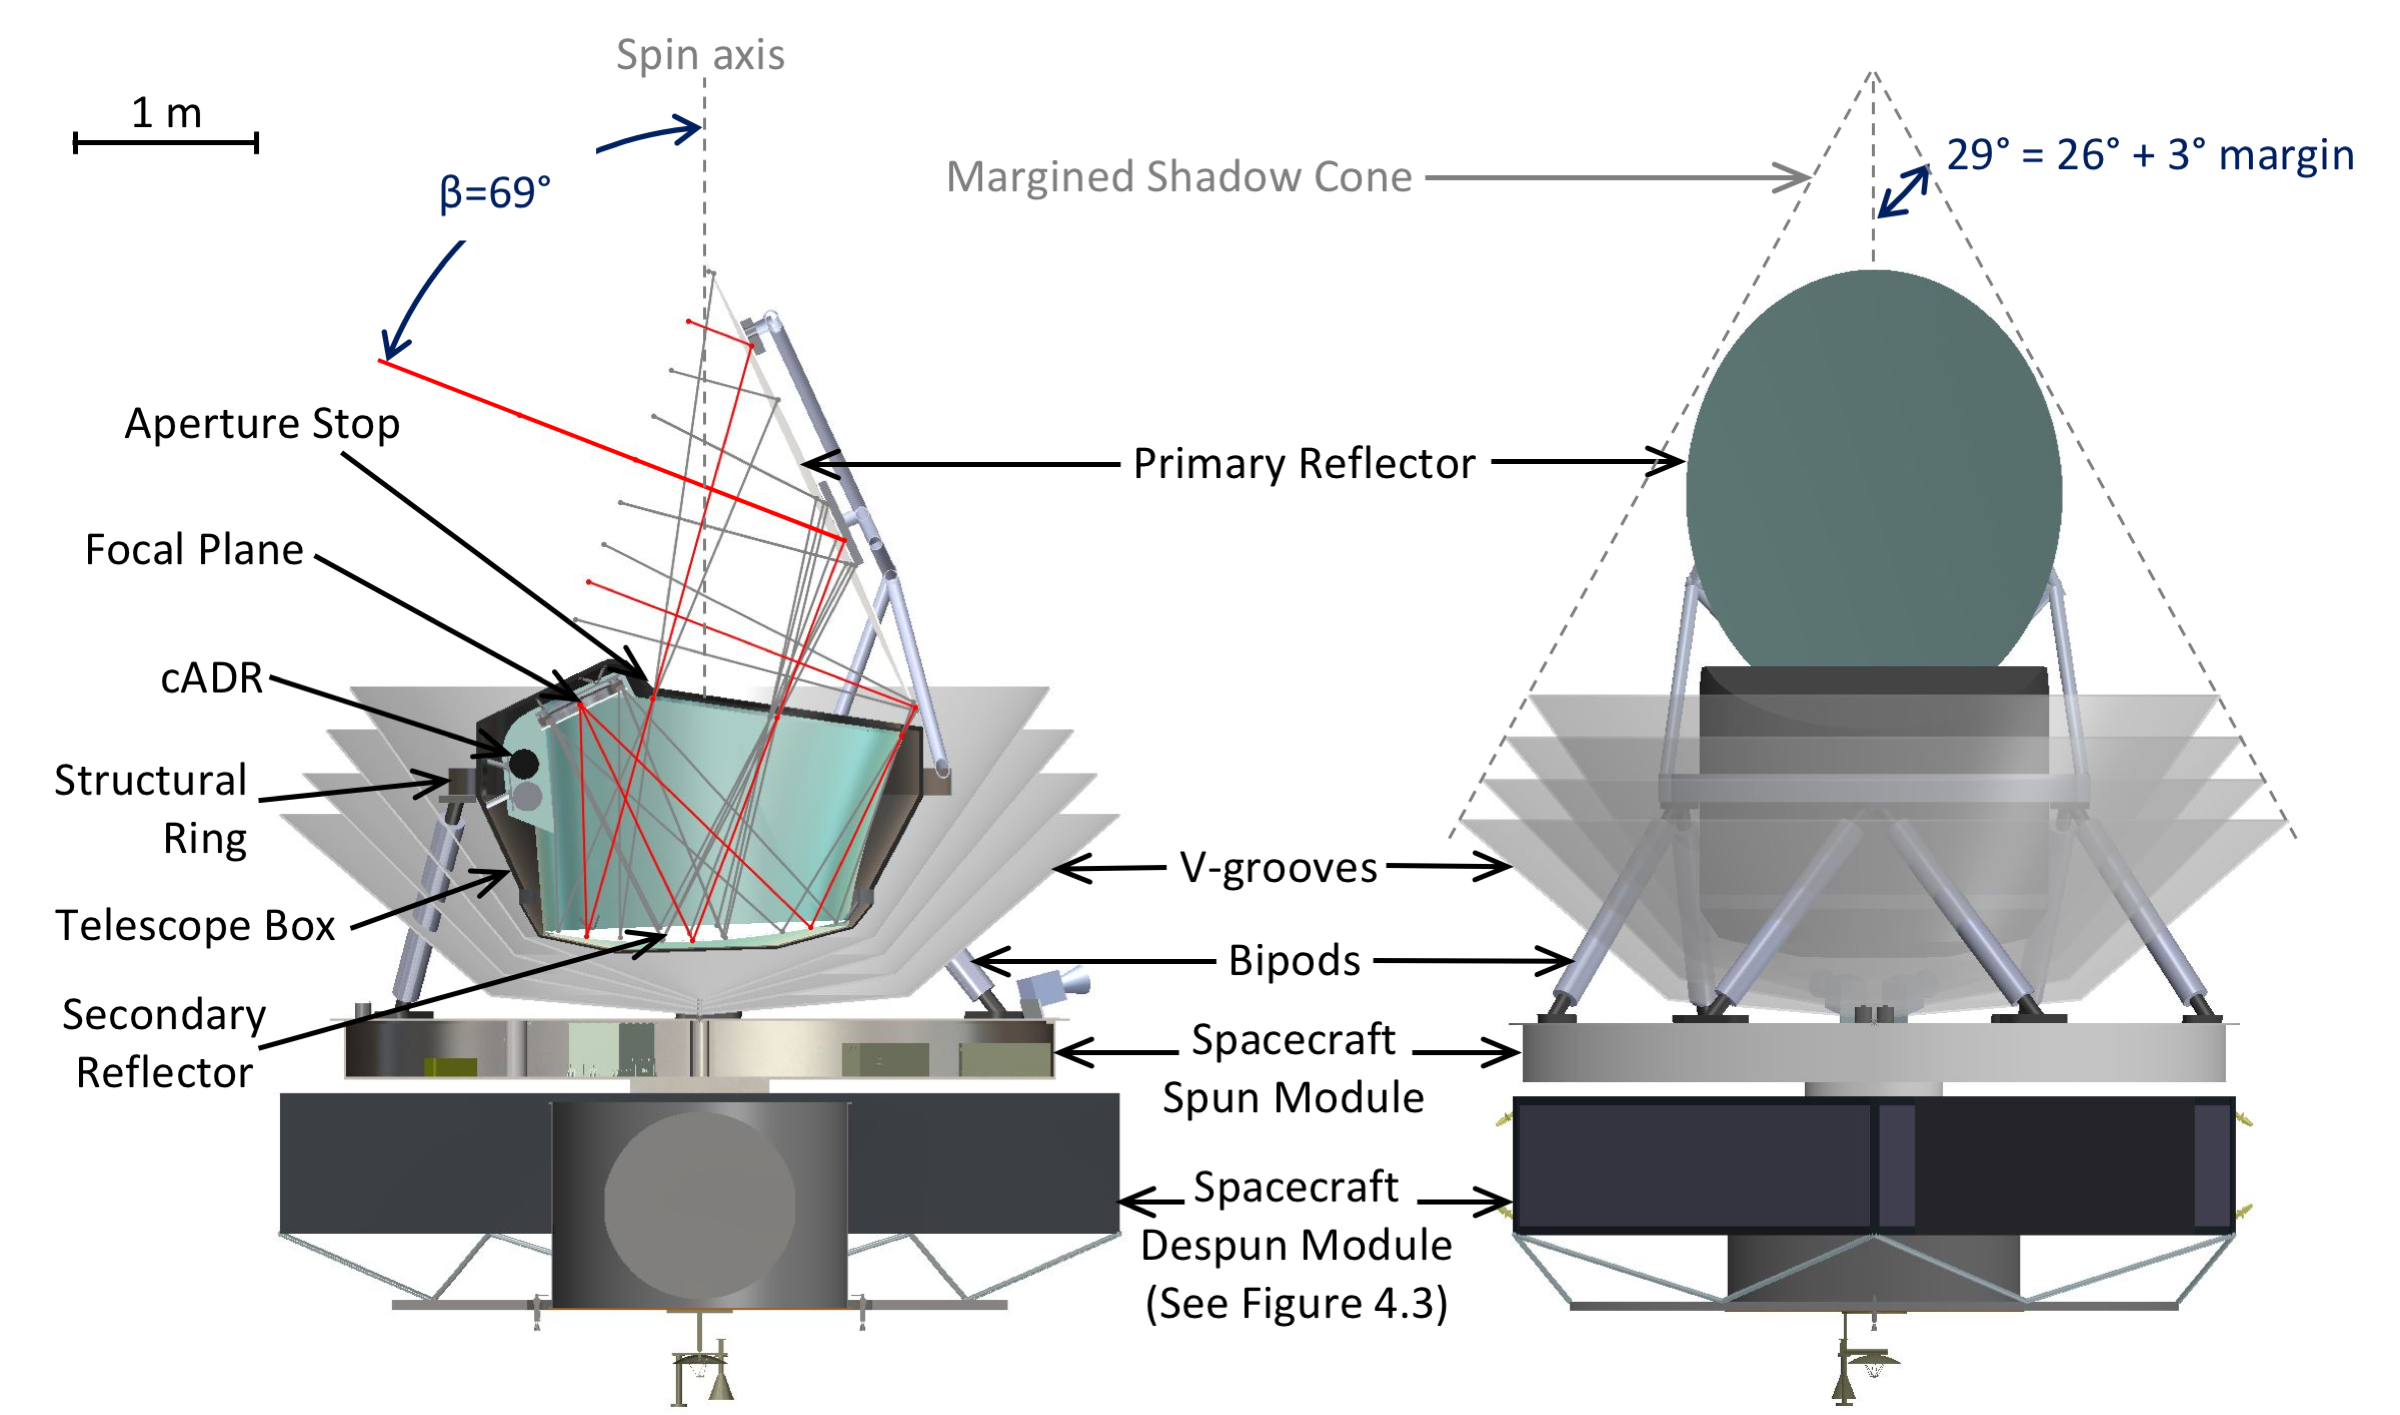 Spin axis
1 m
β=69°
Margined Shadow Cone
29° = 26° + 3° margin
Aperture Stop
Focal Plane
cADR
Structural
Ring
Telescope Box
Secondary
Reflector
Primary Reflector
V-grooves
Bipods
Spacecraft
Spun Module
Spacecraft
Despun Module
(See Figure 4.3)